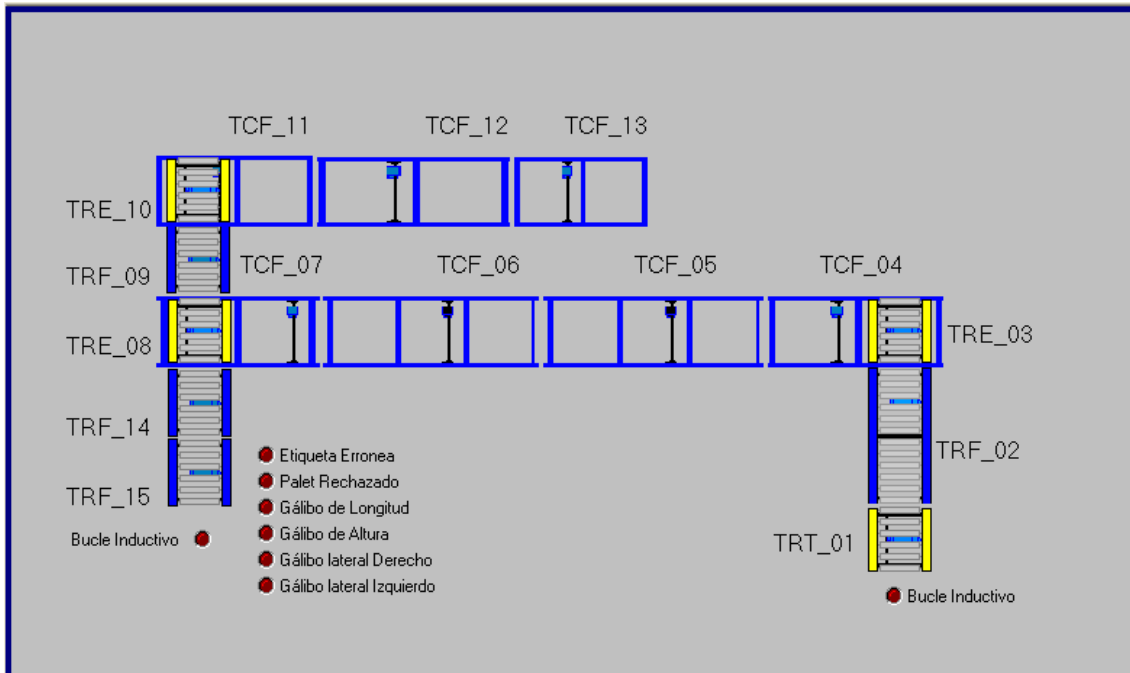 TCF_11 TCF_12 TCF_13
TRE_10
TRF_09
TCF_07 TCF_06 TCF_05 TCF_04
TRE_08
TRE_03
TRF_14
TRF_02
Etiqueta Erronea
Palet Rechazado
TRF_15
Gálibo de Longitud
Bucle Inductivo
Gálibo de Altura
TRT_01
Gálibo lateral Derecho
Gálibo lateral Izquierdo
Bucle Inductivo